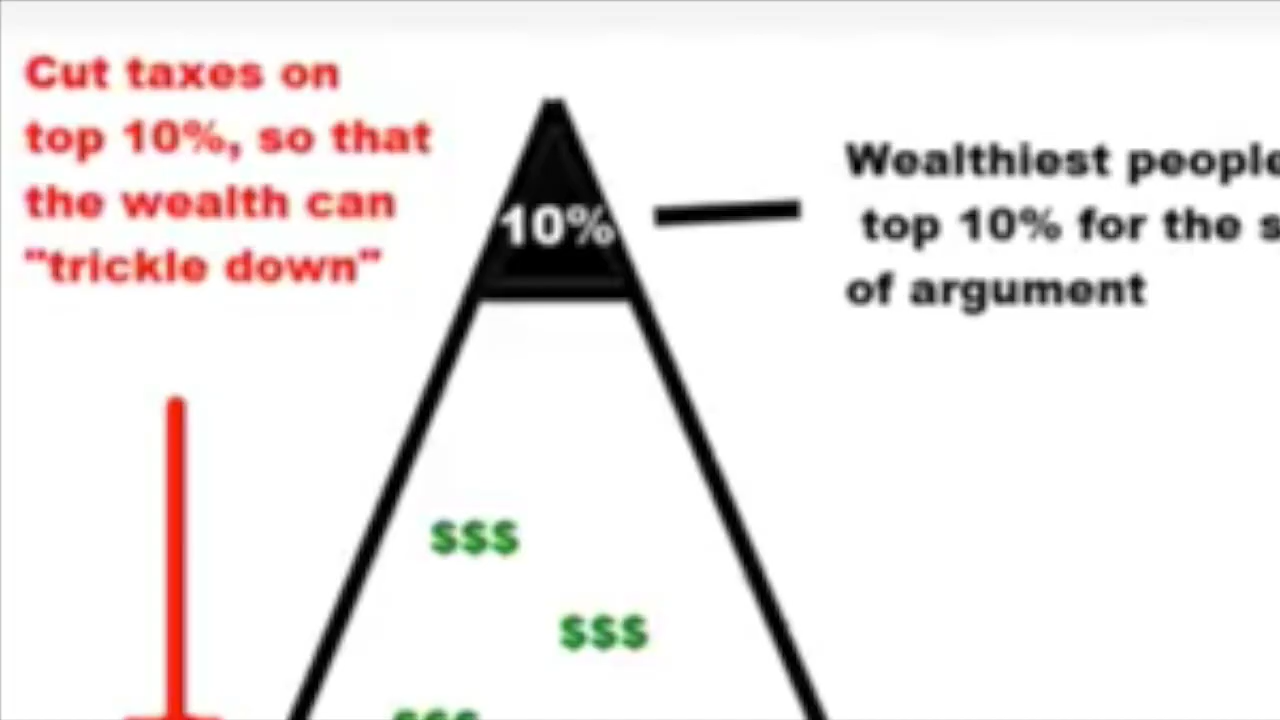 Cut taxes on
top 10%, so that
the wealth can
"trickle down"
10%
Wealthiest people
top 10% for the
of argument
$$$
$$$
$$$